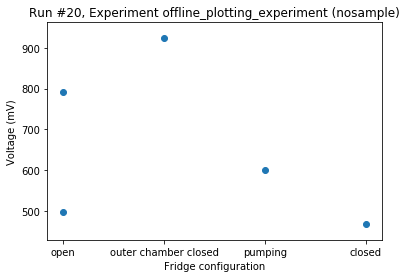 Run #20, Experiment offline_plotting_experiment (nosample)
900
800
700
600
500
Voltage (mV)
open outer chamber closed pumping closed
Fridge configuration